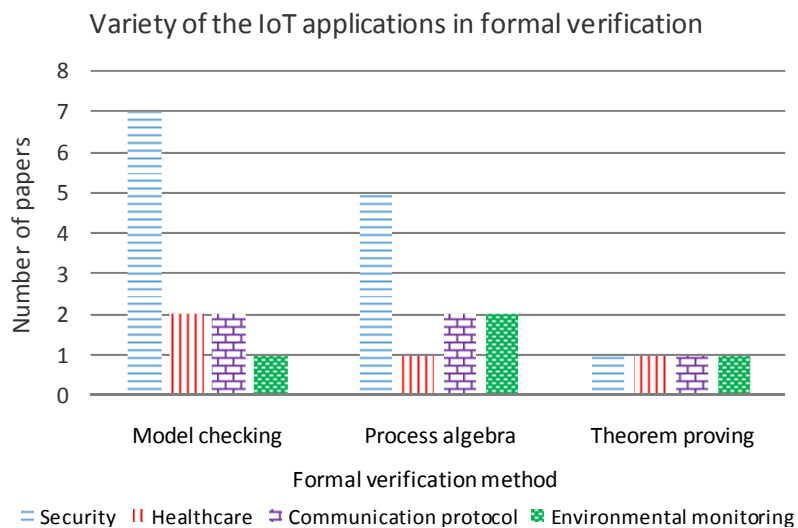 Variety of the IoT applications in formal verification
Number of papers
8
7
6
5
4
3
2
1
0
Model checking Process algebra Theorem proving
Formal verification method
Security Healthcare Communication protocol Environmental monitoring